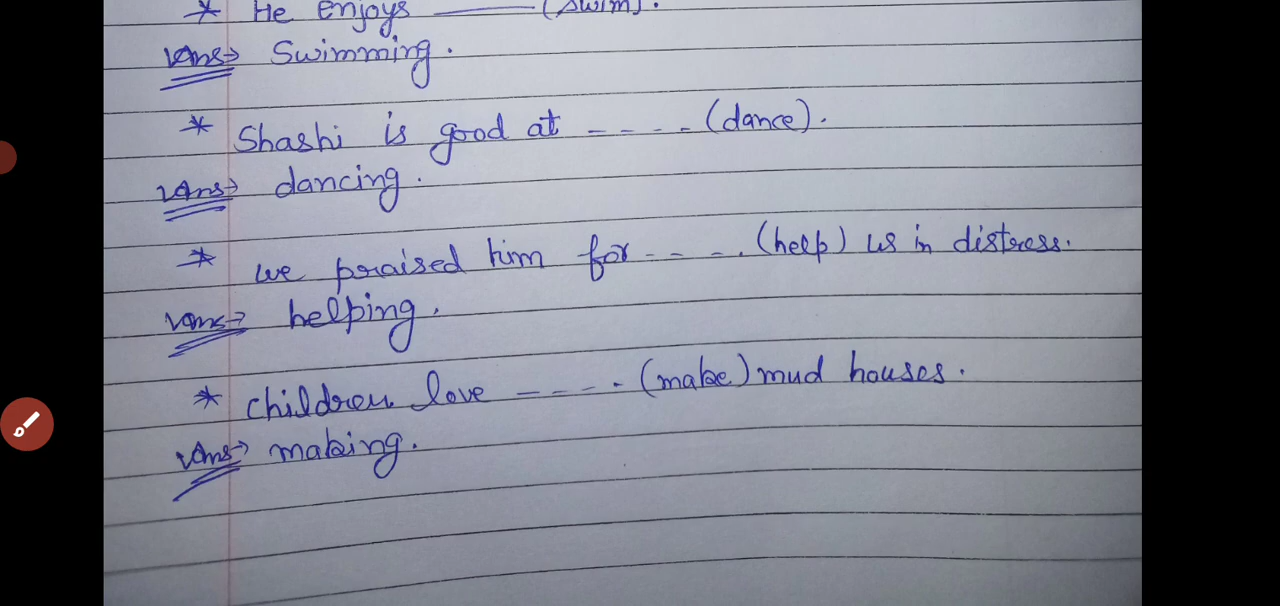 * He enjoys ——— (swim).
Ans→ Swimming.
* Shashi is good at ---- (dance).
Ans→ dancing.
* we praised him for ---- (help) us in distress.
Ans→ helping.
* children love ---- (make) mud houses.
Ans→ making.